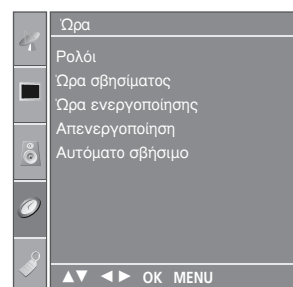 Ώρα
Ρολόι
Ώρα σβησίματος
Ώρα ενεργοποίησης
Απενεργοποίηση
Αυτόματο σβήσιμο
▲▼ ◄► OK MENU